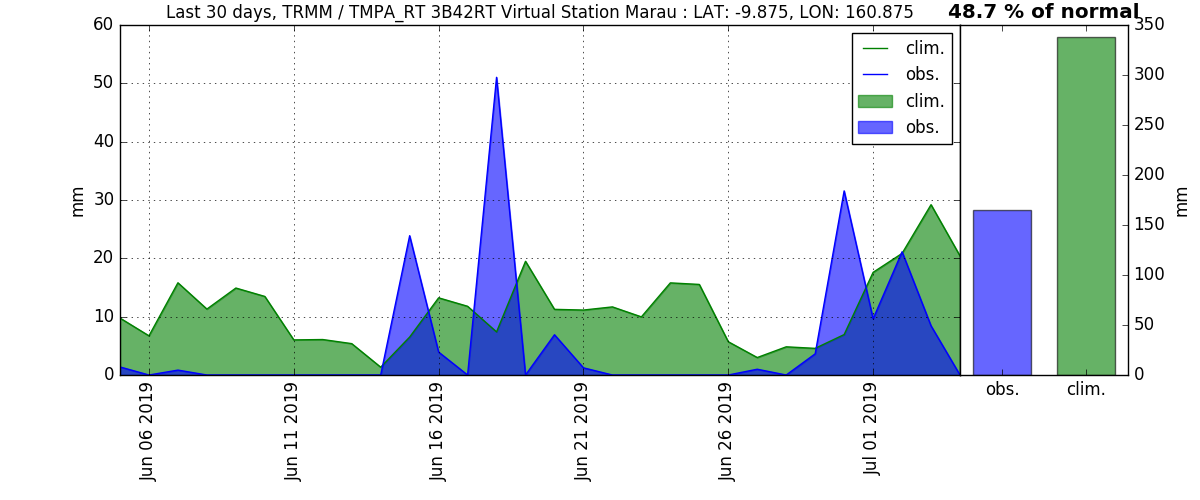 Last 30 days, TRMM / TMPA_RT 3B42RT Virtual Station Marau : LAT: -9.875, LON: 160.875
48.7 % of normal
60
50
40
30
20
10
0
mm
clim.
obs.
clim.
obs.
Jun 06 2019
Jun 11 2019
Jun 16 2019
Jun 21 2019
Jun 26 2019
Jul 01 2019
350
300
250
200
150
100
50
0
mm
obs.
clim.